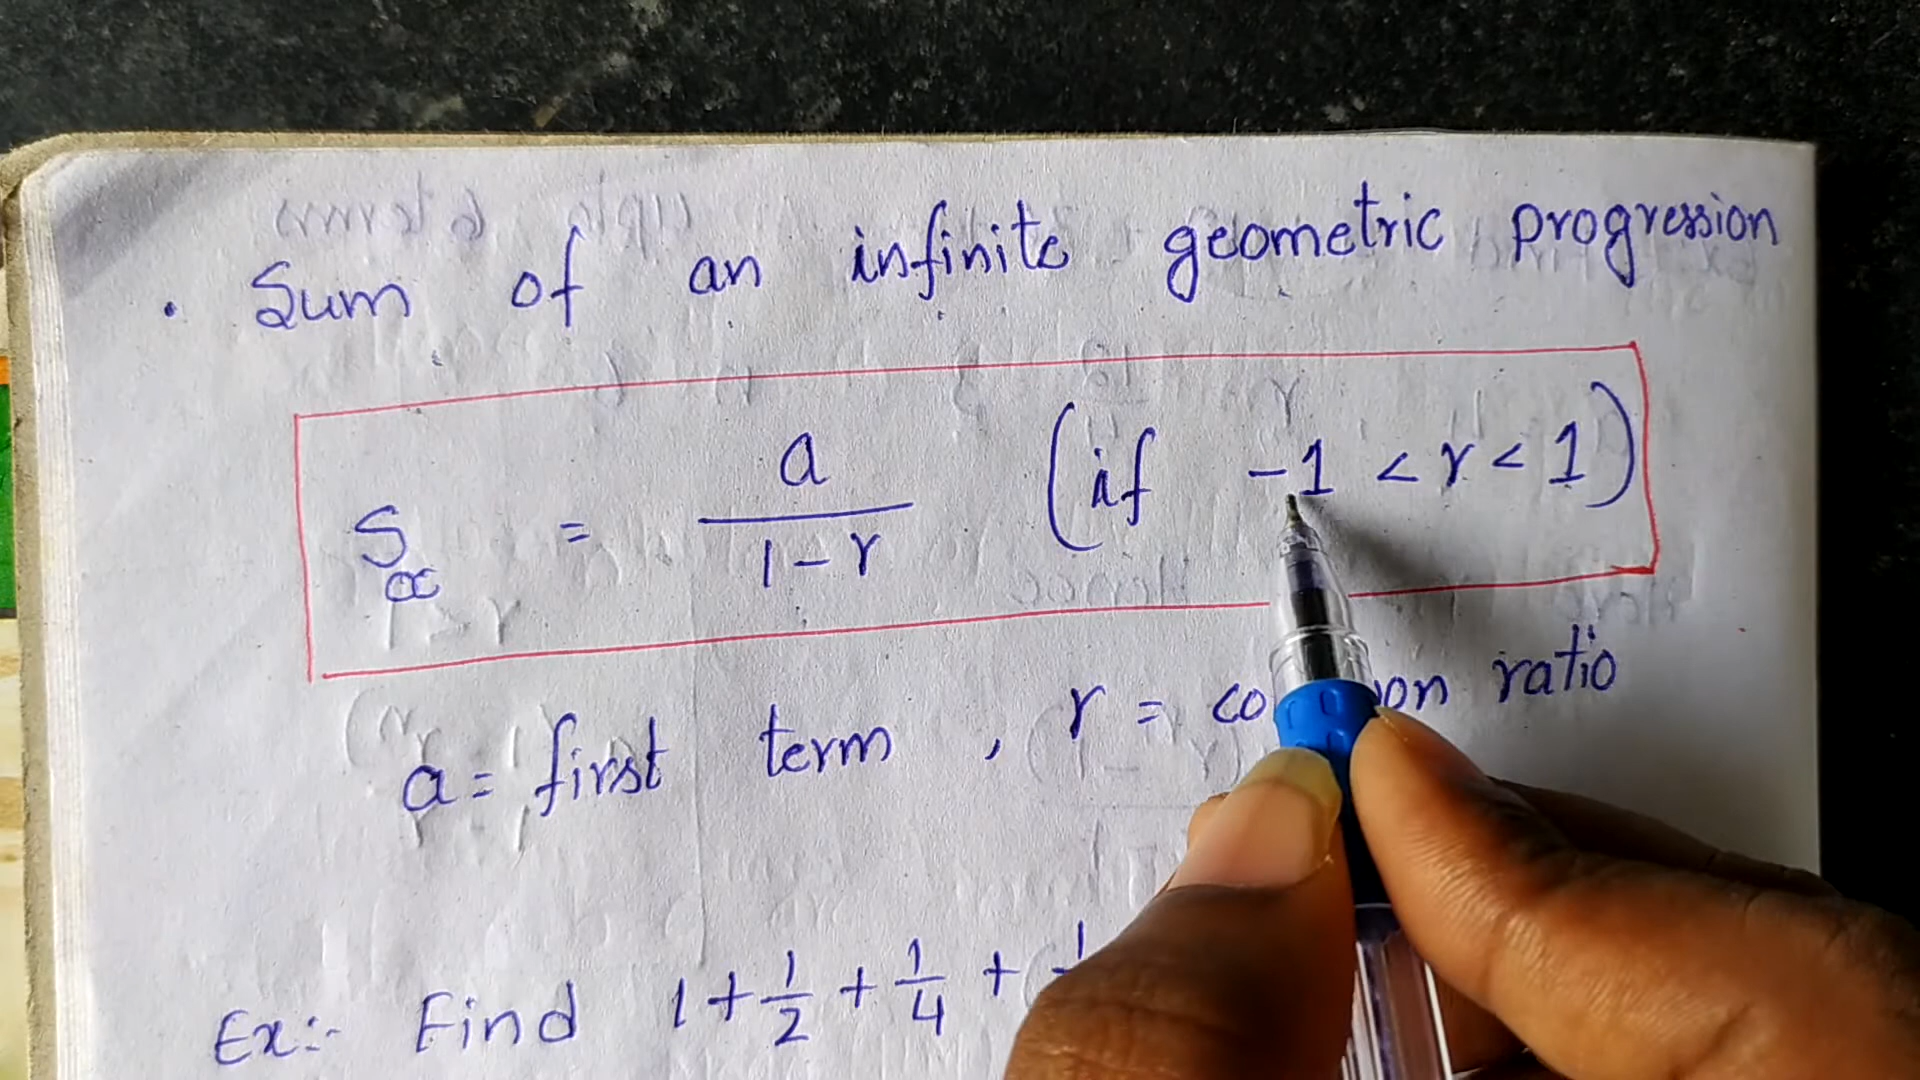 . Sum of an infinite geometric progression
S∞ = a/(1-r) (if -1 < r < 1)
a = first term , r = co on ratio
Ex:- Find 1 + 1/2 + 1/4 +